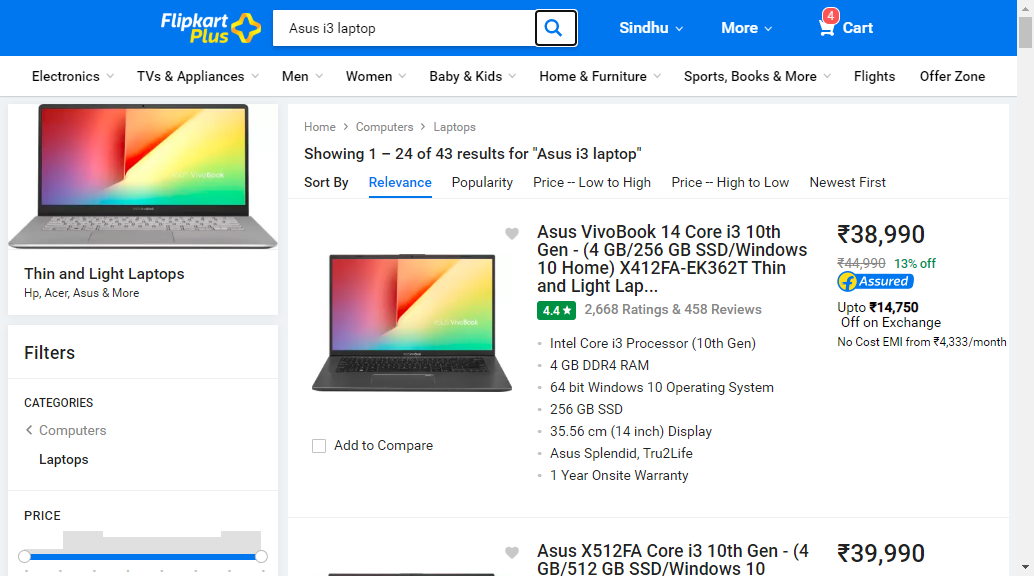 Flipkart
Plus
Asus i3 laptop
Sindhu
More
4
Cart
Electronics
TVs & Appliances
Men
Women
Baby & Kids
Home & Furniture
Sports, Books & More
Flights
Offer Zone
VivoBook
Thin and Light Laptops
Hp, Acer, Asus & More
Filters
CATEGORIES
Computers
Laptops
PRICE
Home > Computers > Laptops
Showing 1 – 24 of 43 results for "Asus i3 laptop"
Sort By Relevance Popularity Price -- Low to High Price -- High to Low Newest First
VivoBook
Add to Compare
Asus VivoBook 14 Core i3 10th
Gen - (4 GB/256 GB SSD/Windows
10 Home) X412FA-EK362T Thin
and Light Lap...
4.4 ★ 2,668 Ratings & 458 Reviews
Intel Core i3 Processor (10th Gen)
4 GB DDR4 RAM
64 bit Windows 10 Operating System
256 GB SSD
35.56 cm (14 inch) Display
Asus Splendid, Tru2Life
1 Year Onsite Warranty
₹38,990
₹44,990 13% off
f Assured
Upto ₹14,750
Off on Exchange
No Cost EMI from ₹4,333/month
Asus X512FA Core i3 10th Gen - (4
GB/512 GB SSD/Windows 10
₹39,990